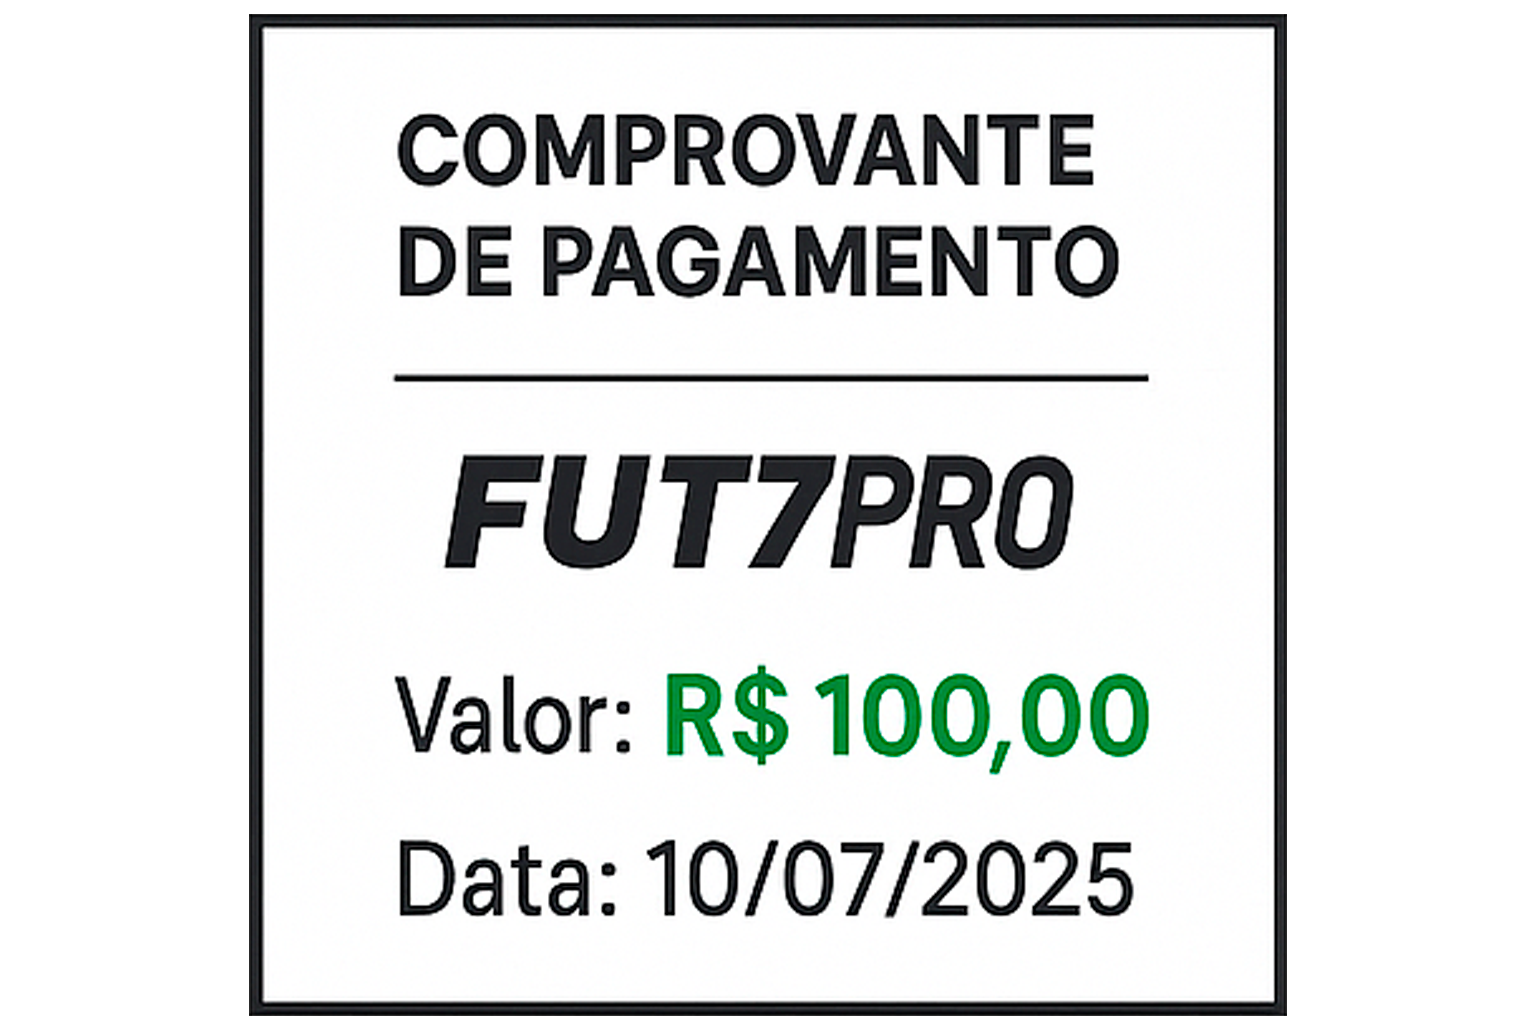 COMPROVANTE
DE PAGAMENTO
FUT7PRO
Valor: R$ 100,00
Data: 10/07/2025